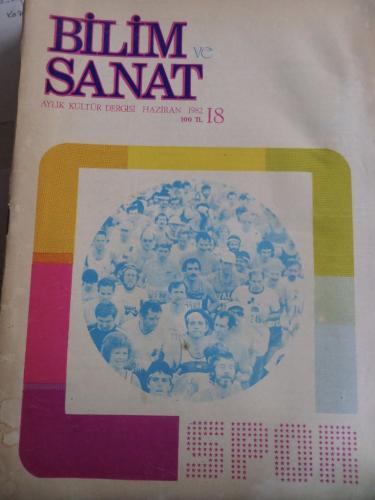 BİLİM ve
SANAT
AYLIK KÜLTÜR DERGİSİ HAZİRAN 1982 18
100 TL
SPOR